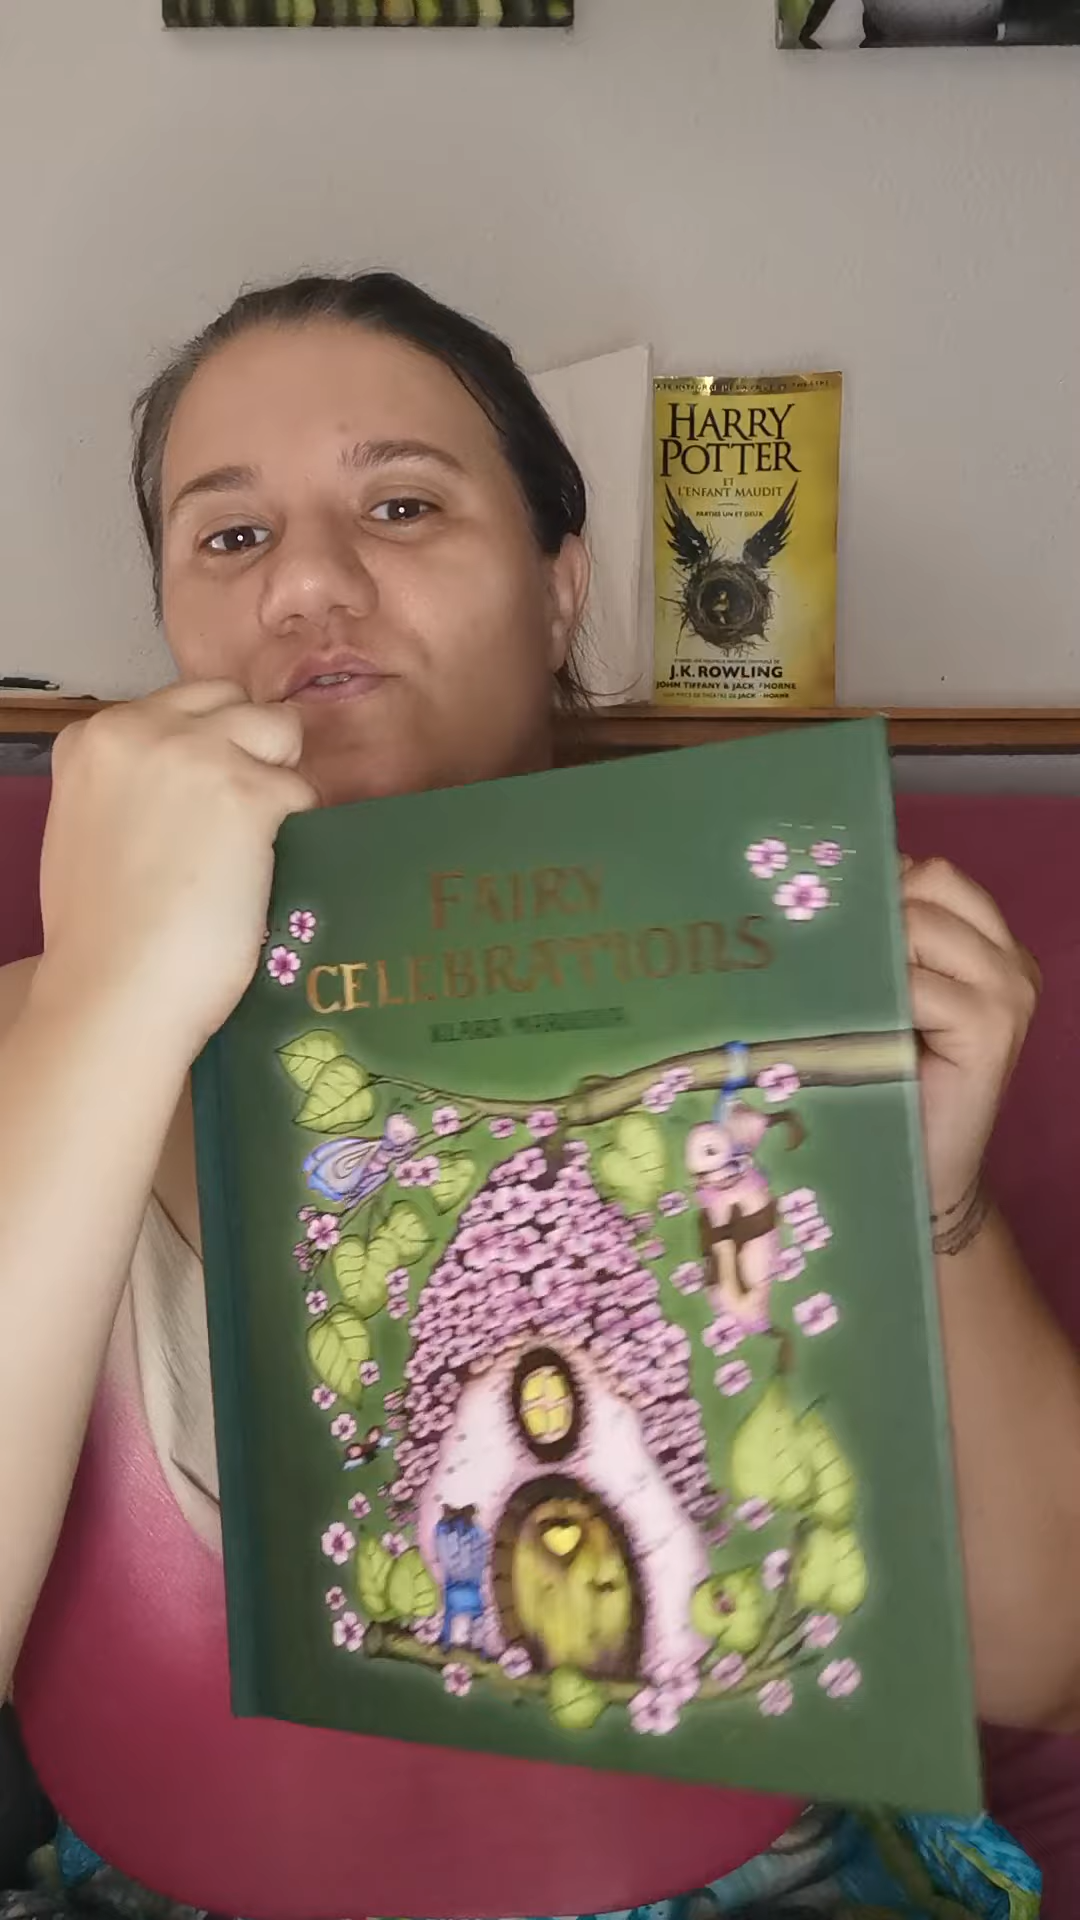 HARRY
POTTER
ET
L'ENFANT MAUDIT
PARTIES UN ET DEUX
J.K. ROWLING
JOHN TIFFANY & JACK THORNE
FAIRY
CELEBRATIONS